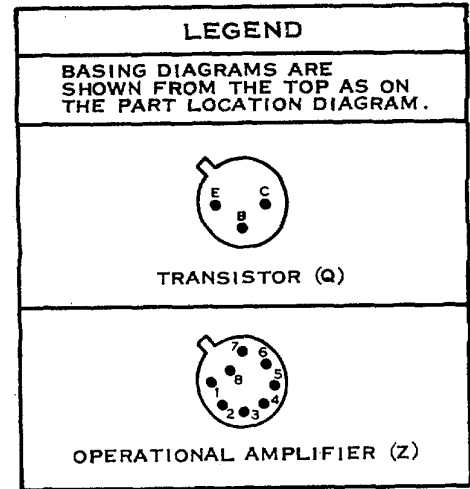 LEGEND
BASING DIAGRAMS ARE
SHOWN FROM THE TOP AS ON
THE PART LOCATION DIAGRAM.
E C
B
TRANSISTOR (Q)
7 6
8 5
1 4
2 3
OPERATIONAL AMPLIFIER (Z)